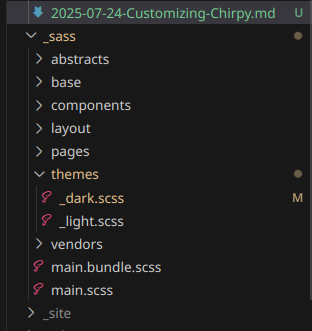 2025-07-24-Customizing-Chirpy.md U
_sass
abstracts
base
components
layout
pages
themes
_dark.scss M
_light.scss
vendors
main.bundle.scss
main.scss
_site